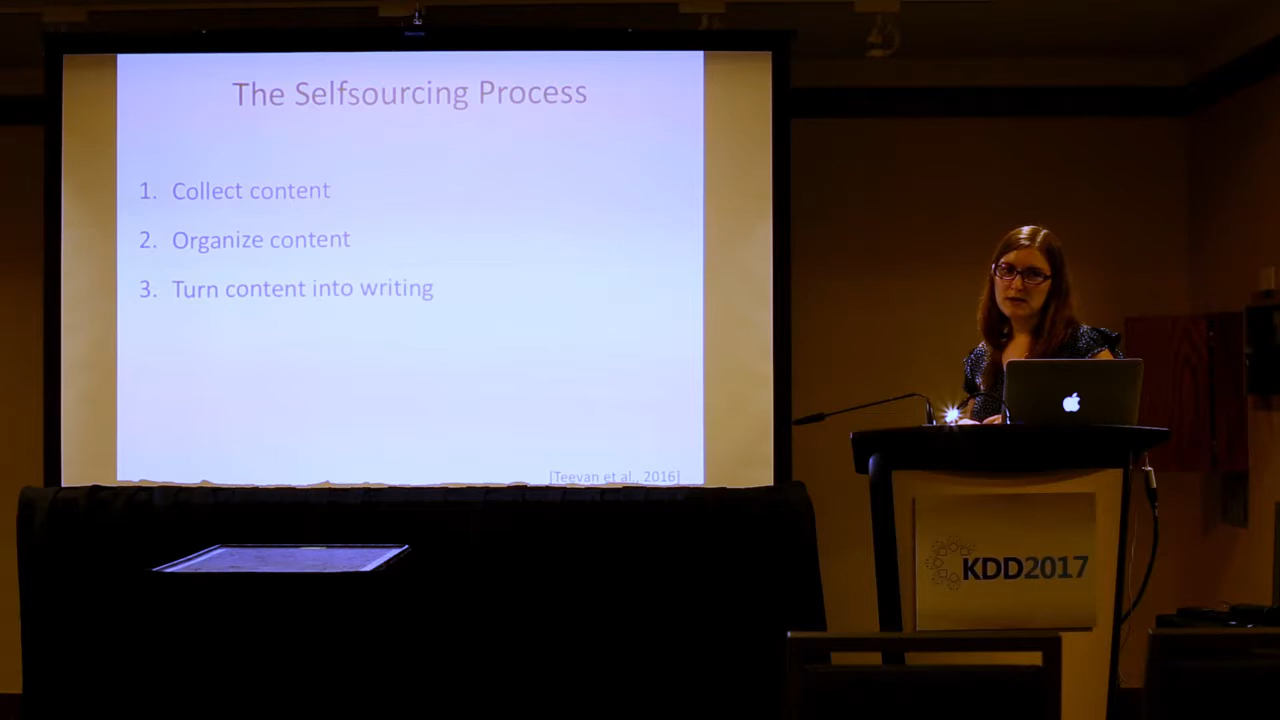 The Selfsourcing Process
1. Collect content
2. Organize content
3. Turn content into writing
[Teevan et al., 2016]
KDD2017